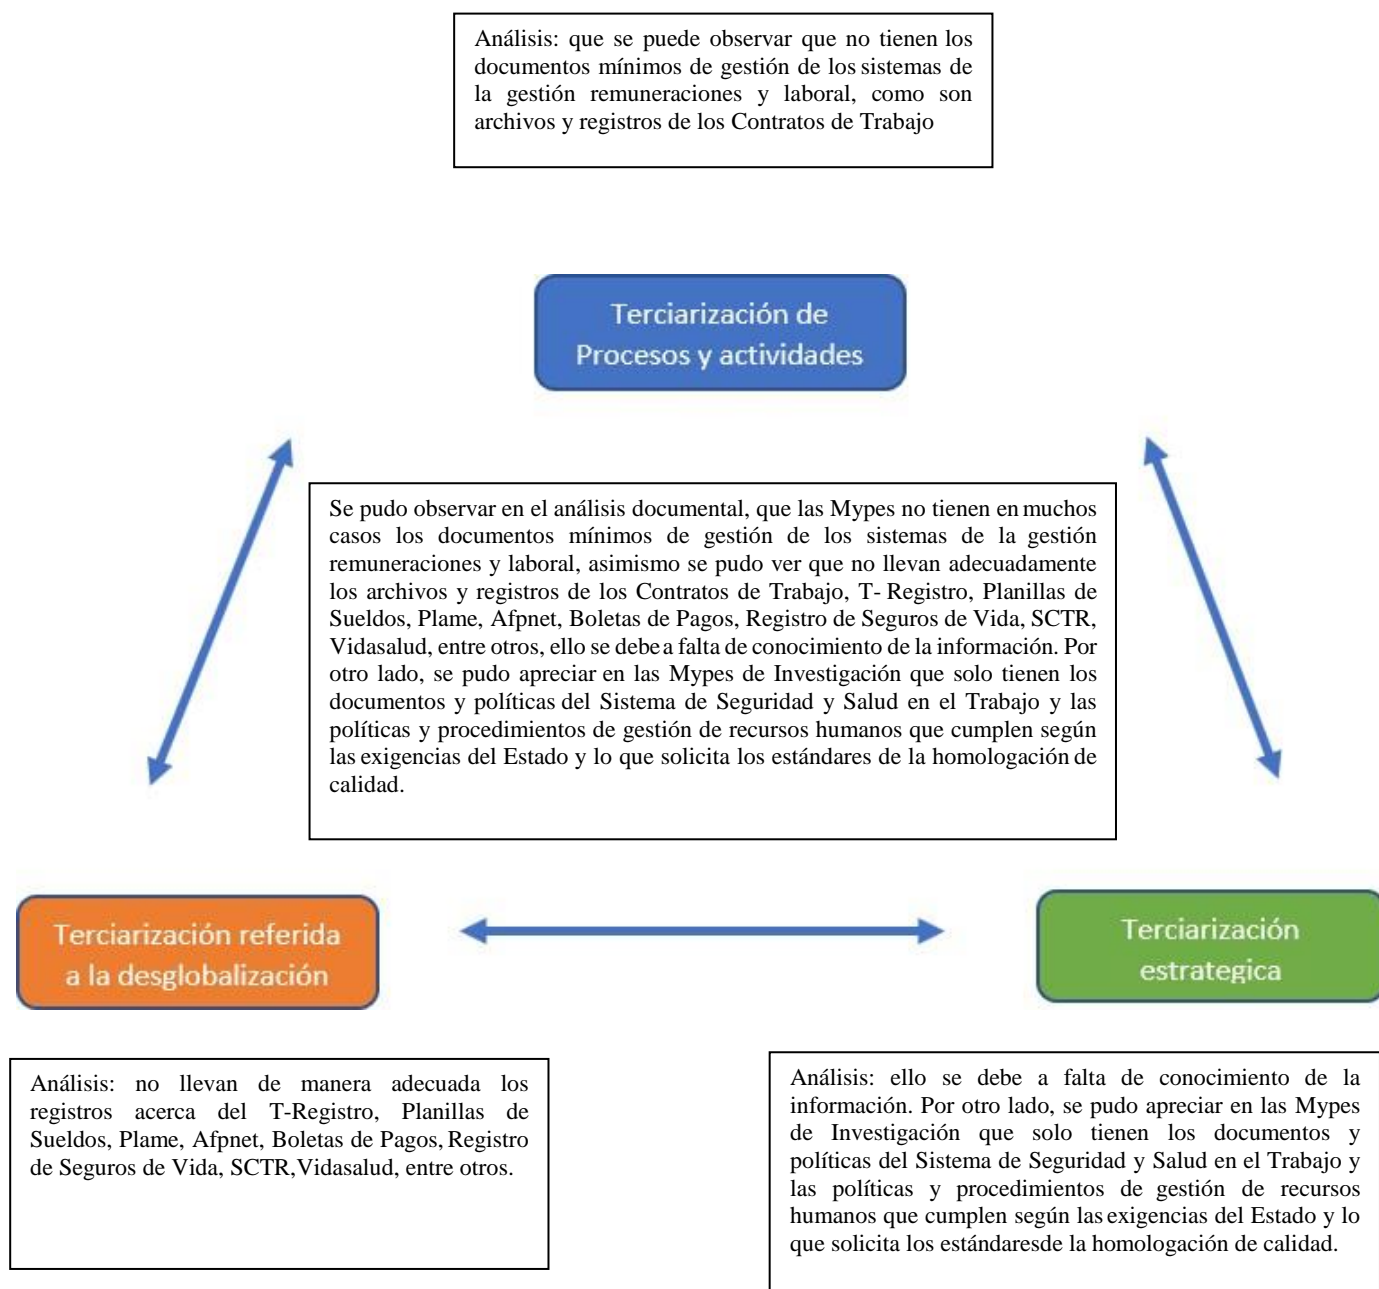 Análisis: que se puede observar que no tienen los
documentos mínimos de gestión de los sistemas de
la gestión remuneraciones y laboral, como son
archivos y registros de los Contratos de Trabajo
Terciarización de
Procesos y actividades
Se pudo observar en el análisis documental, que las Mypes no tienen en muchos
casos los documentos mínimos de gestión de los sistemas de la gestión
remuneraciones y laboral, asimismo se pudo ver que no llevan adecuadamente
los archivos y registros de los Contratos de Trabajo, T- Registro, Planillas de
Sueldos, Plame, Afpnet, Boletas de Pagos, Registro de Seguros de Vida, SCTR,
Vidasalud, entre otros, ello se debe a falta de conocimiento de la información. Por
otro lado, se pudo apreciar en las Mypes de Investigación que solo tienen los
documentos y políticas del Sistema de Seguridad y Salud en el Trabajo y las
políticas y procedimientos de gestión de recursos humanos que cumplen según
las exigencias del Estado y lo que solicita los estándares de la homologación de
calidad.
Terciarización referida
a la desglobalización
Terciarización
estrategica
Análisis: no llevan de manera adecuada los
registros acerca del T-Registro, Planillas de
Sueldos, Plame, Afpnet, Boletas de Pagos, Registro
de Seguros de Vida, SCTR,Vidasalud, entre otros.
Análisis: ello se debe a falta de conocimiento de la
información. Por otro lado, se pudo apreciar en las Mypes
de Investigación que solo tienen los documentos y
políticas del Sistema de Seguridad y Salud en el Trabajo y
las políticas y procedimientos de gestión de recursos
humanos que cumplen según las exigencias del Estado y lo
que solicita los estándaresde la homologación de calidad.